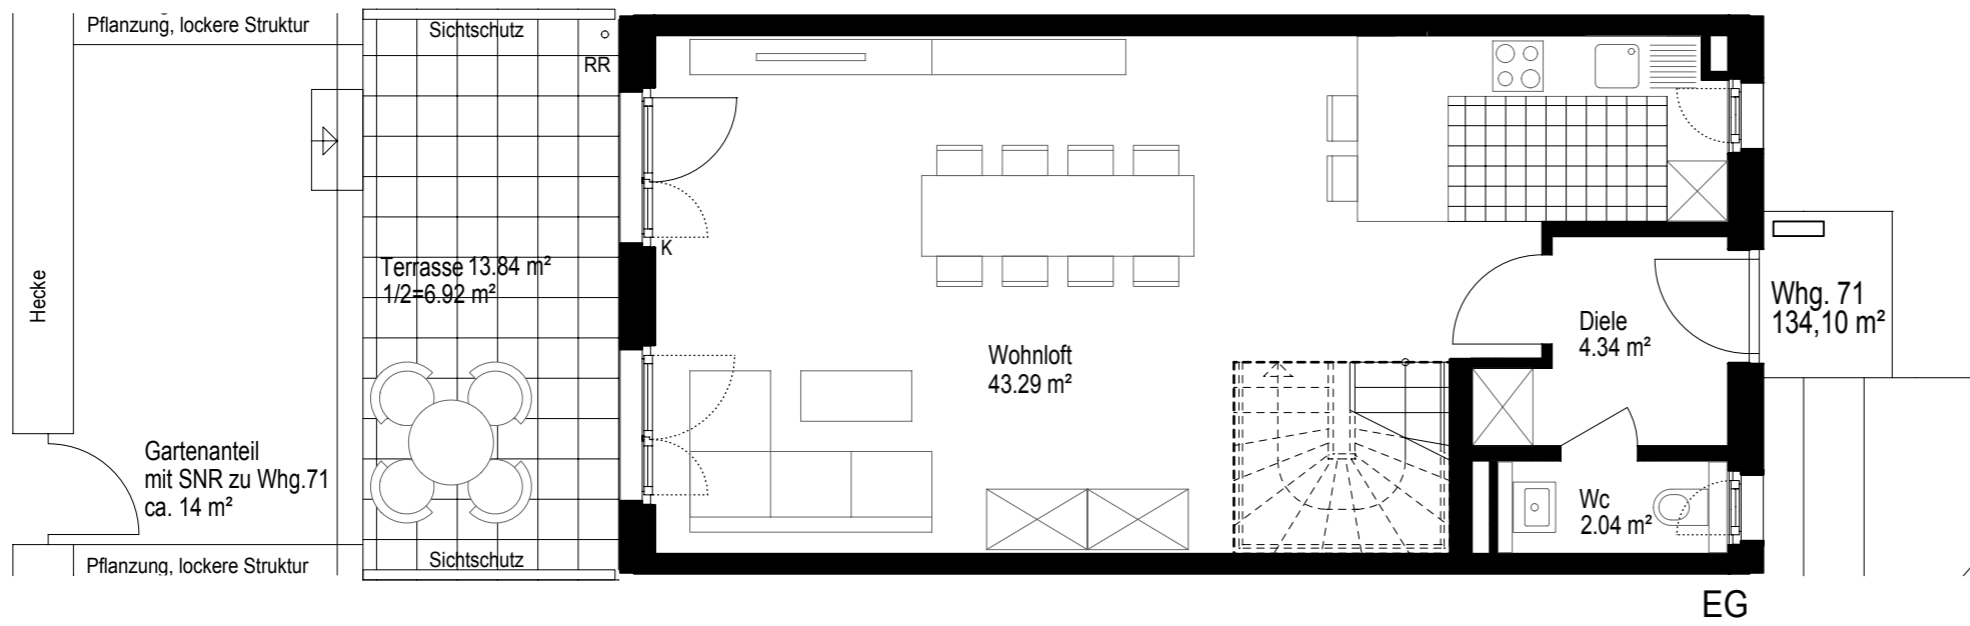 Pflanzung, lockere Struktur
Sichtschutz
RR
K
Hecke
Terrasse 13.84 m²
1/2=6.92 m²
Wohnloft
43.29 m²
Diele
4.34 m²
Whg. 71
134,10 m²
Gartenanteil
mit SNR zu Whg.71
ca. 14 m²
Wc
2.04 m²
Pflanzung, lockere Struktur
Sichtschutz
EG